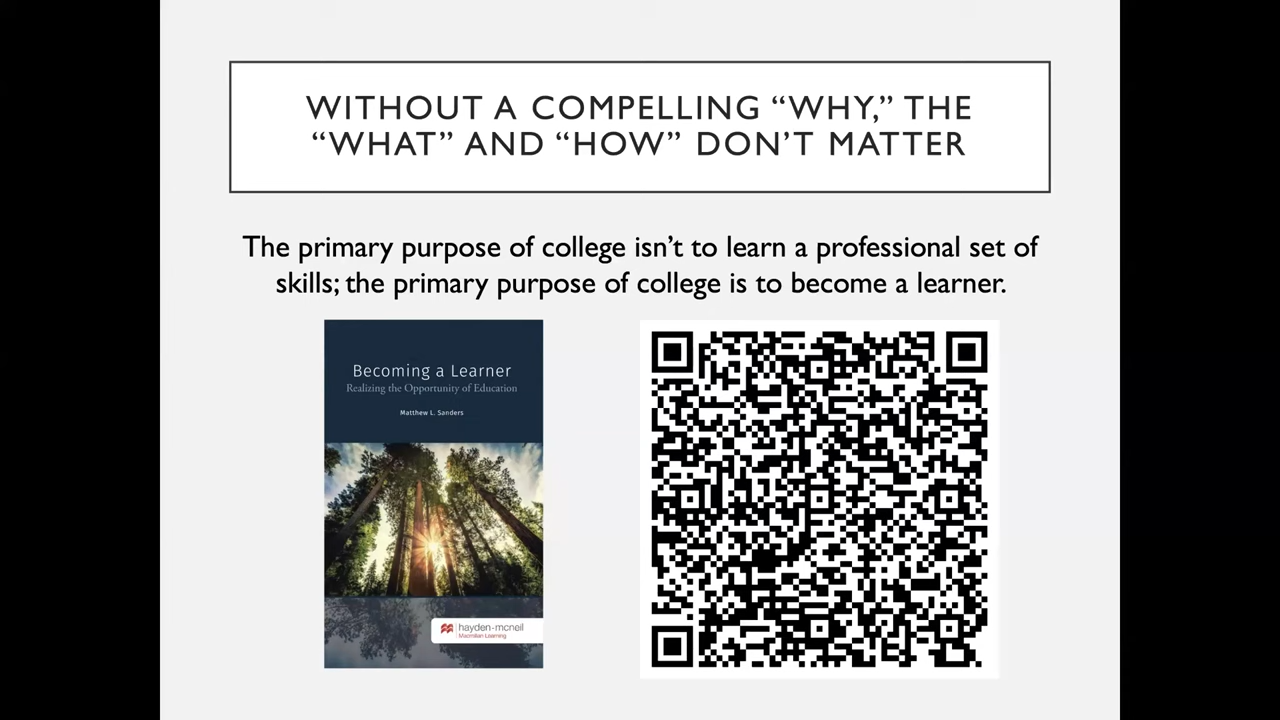 WITHOUT A COMPELLING “WHY,” THE
“WHAT” AND “HOW” DON’T MATTER
The primary purpose of college isn’t to learn a professional set of
skills; the primary purpose of college is to become a learner.
Becoming a Learner
Realizing the Opportunity of Education
Matthew L. Sanders
hayden-mcneil
Macmillan Learning